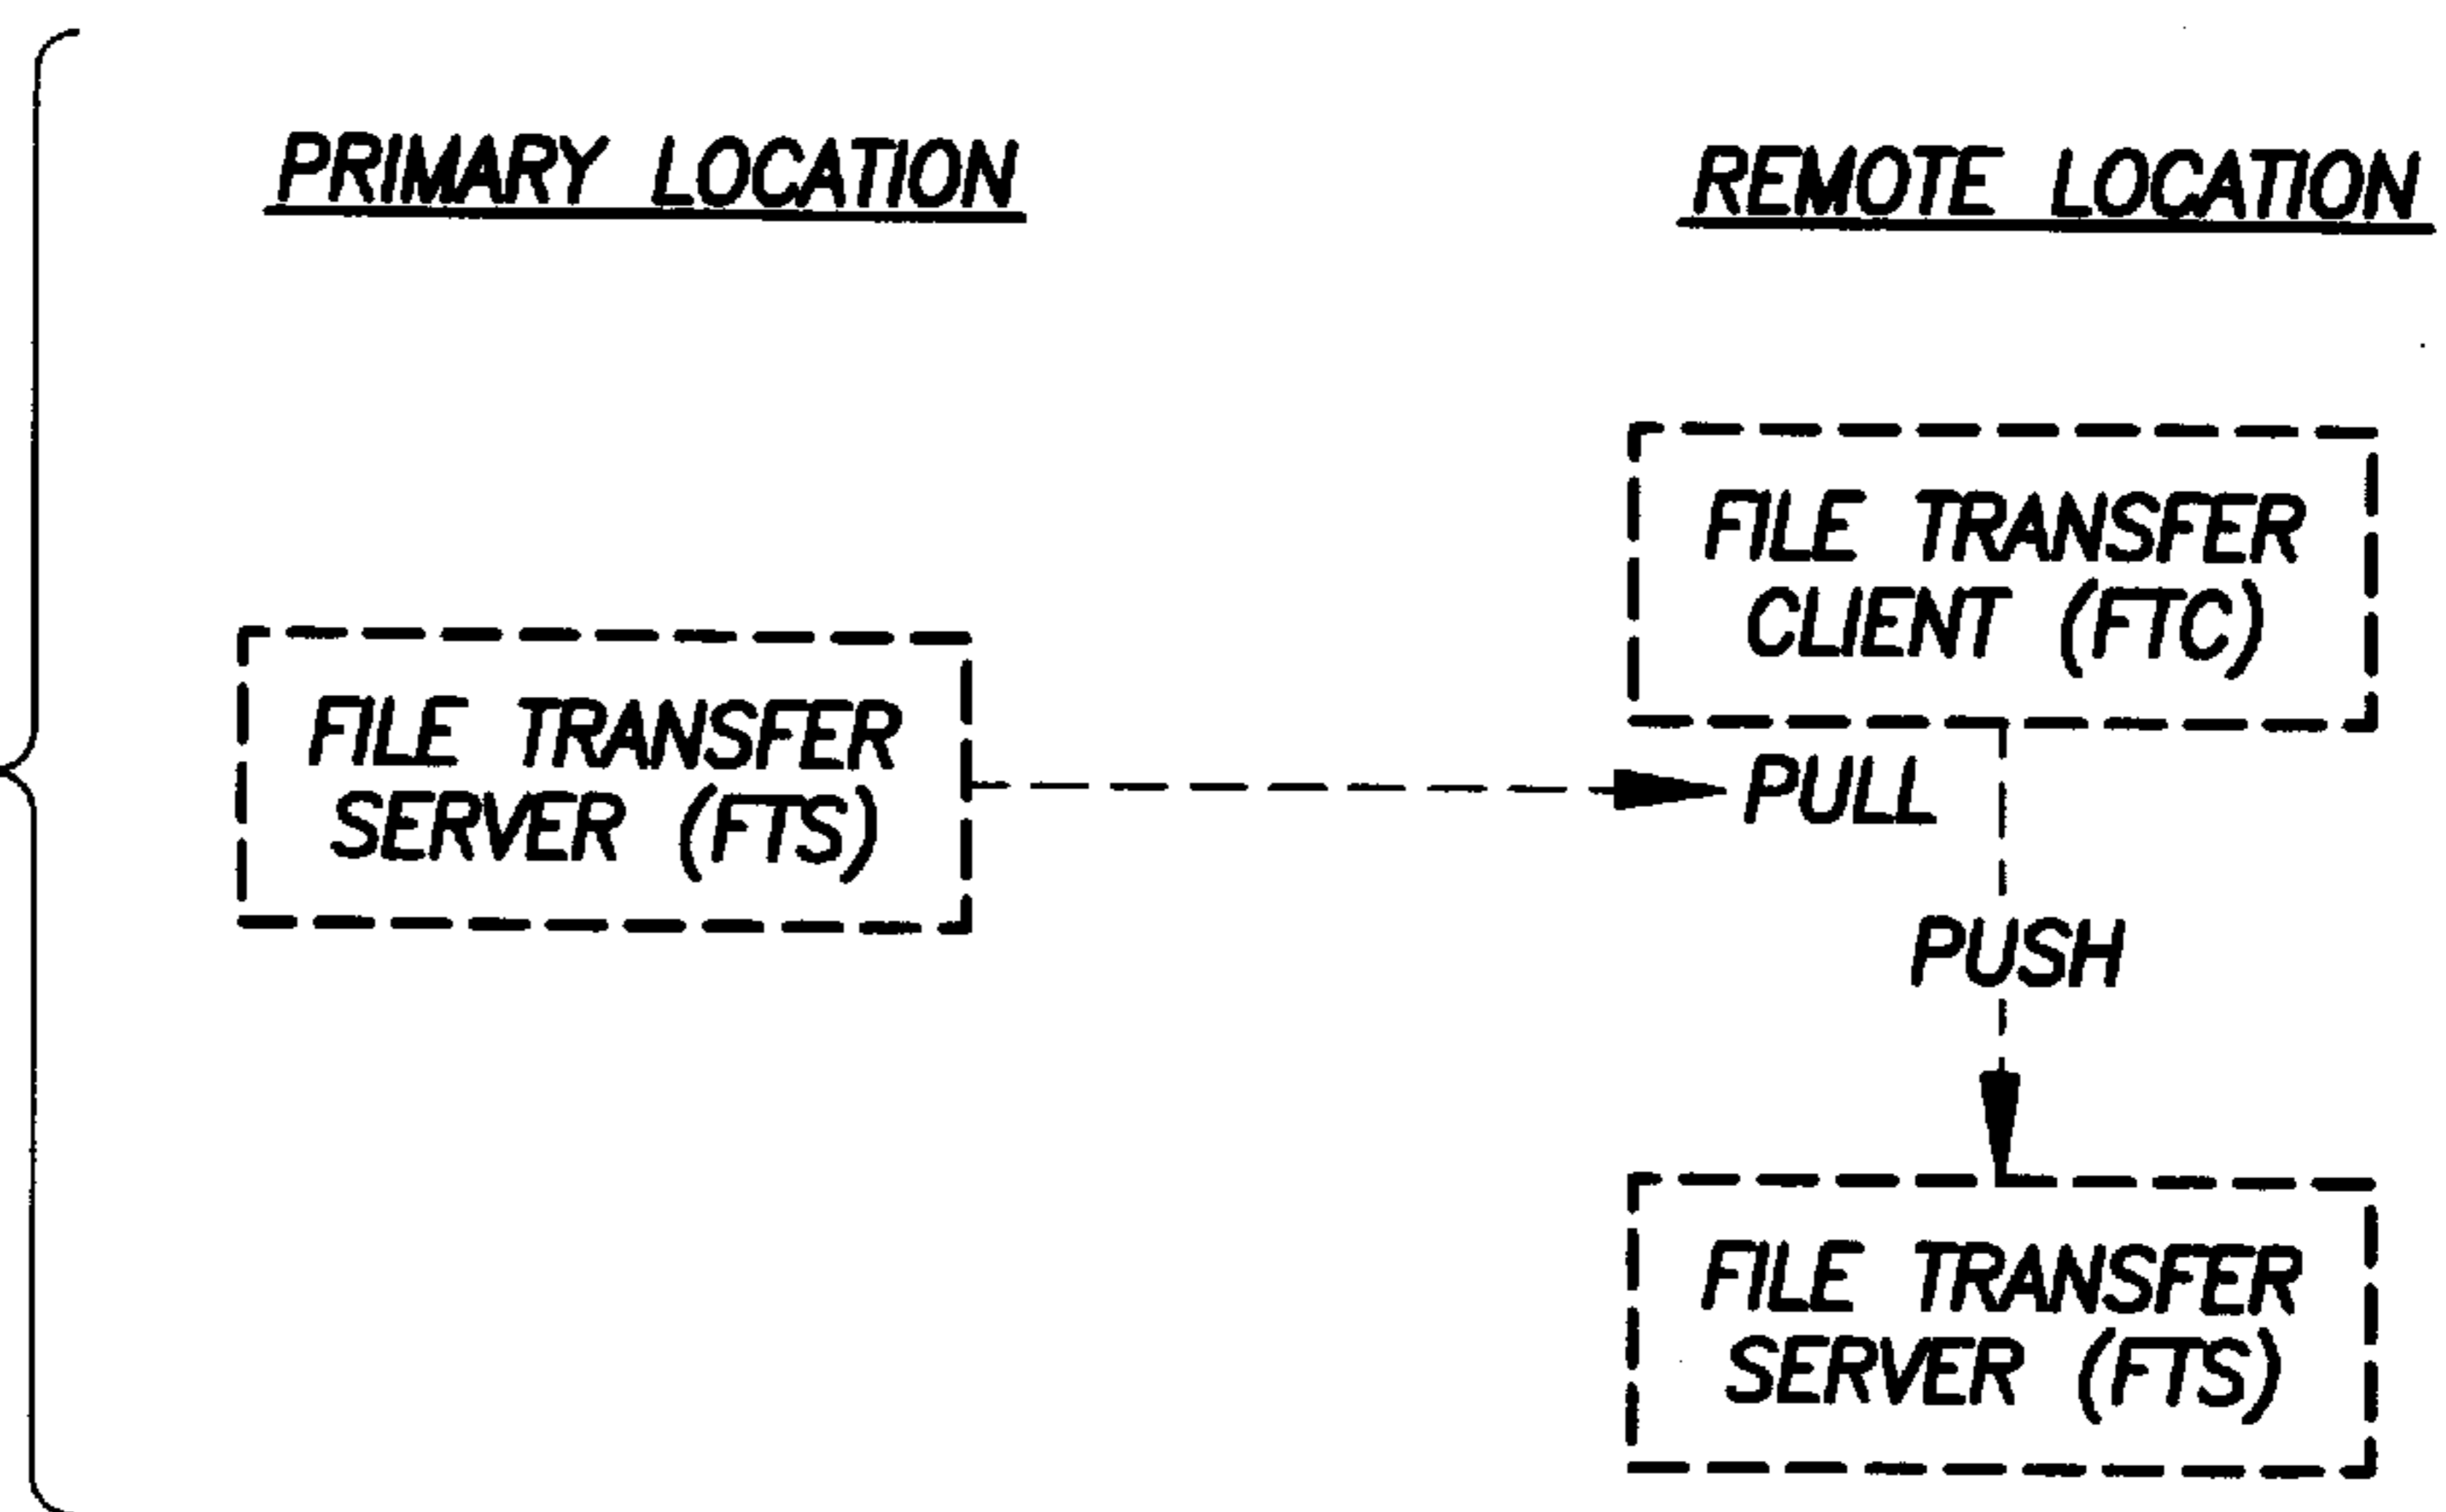 PRIMARY LOCATION
REMOTE LOCATION
FILE TRANSFER
CLIENT (FTC)
FILE TRANSFER
SERVER (FTS)
PULL
PUSH
FILE TRANSFER
SERVER (FTS)